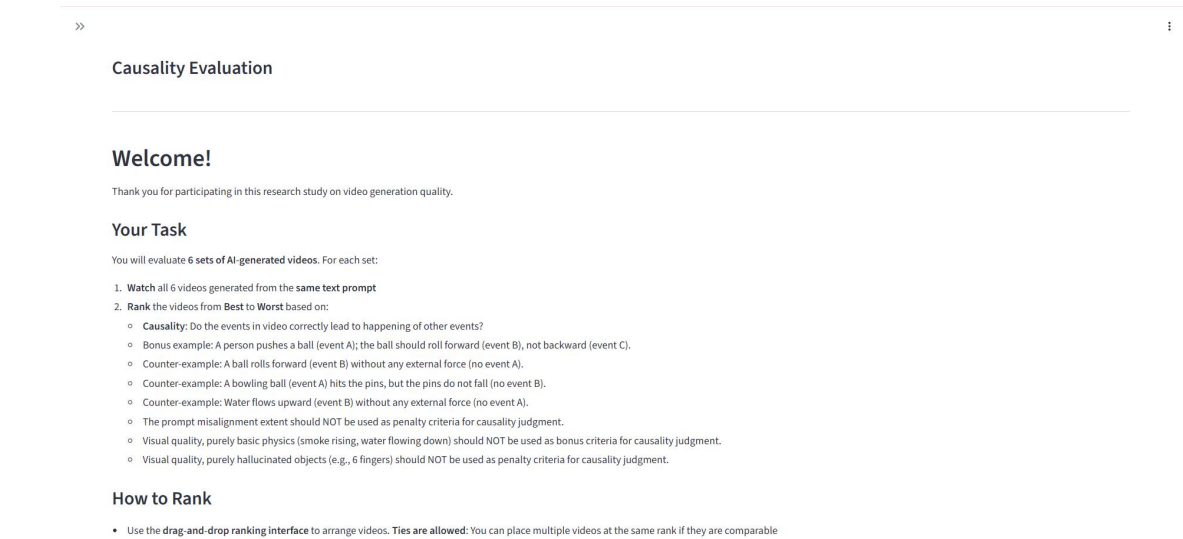 Causality Evaluation
Welcome!
Thank you for participating in this research study on video generation quality.
Your Task
You will evaluate 6 sets of AI-generated videos. For each set:
1. Watch all 6 videos generated from the same text prompt
2. Rank the videos from Best to Worst based on:
Causality: Do the events in video correctly lead to happening of other events?
Bonus example: A person pushes a ball (event A); the ball should roll forward (event B), not backward (event C).
Counter-example: A ball rolls forward (event B) without any external force (no event A).
Counter-example: A bowling ball (event A) hits the pins, but the pins do not fall (no event B).
Counter-example: Water flows upward (event B) without any external force (no event A).
The prompt misalignment extent should NOT be used as penalty criteria for causality judgment.
Visual quality, purely basic physics (smoke rising, water flowing down) should NOT be used as bonus criteria for causality judgment.
Visual quality, purely hallucinated objects (e.g., 6 fingers) should NOT be used as penalty criteria for causality judgment.
How to Rank
Use the drag-and-drop ranking interface to arrange videos. Ties are allowed: You can place multiple videos at the same rank if they are comparable